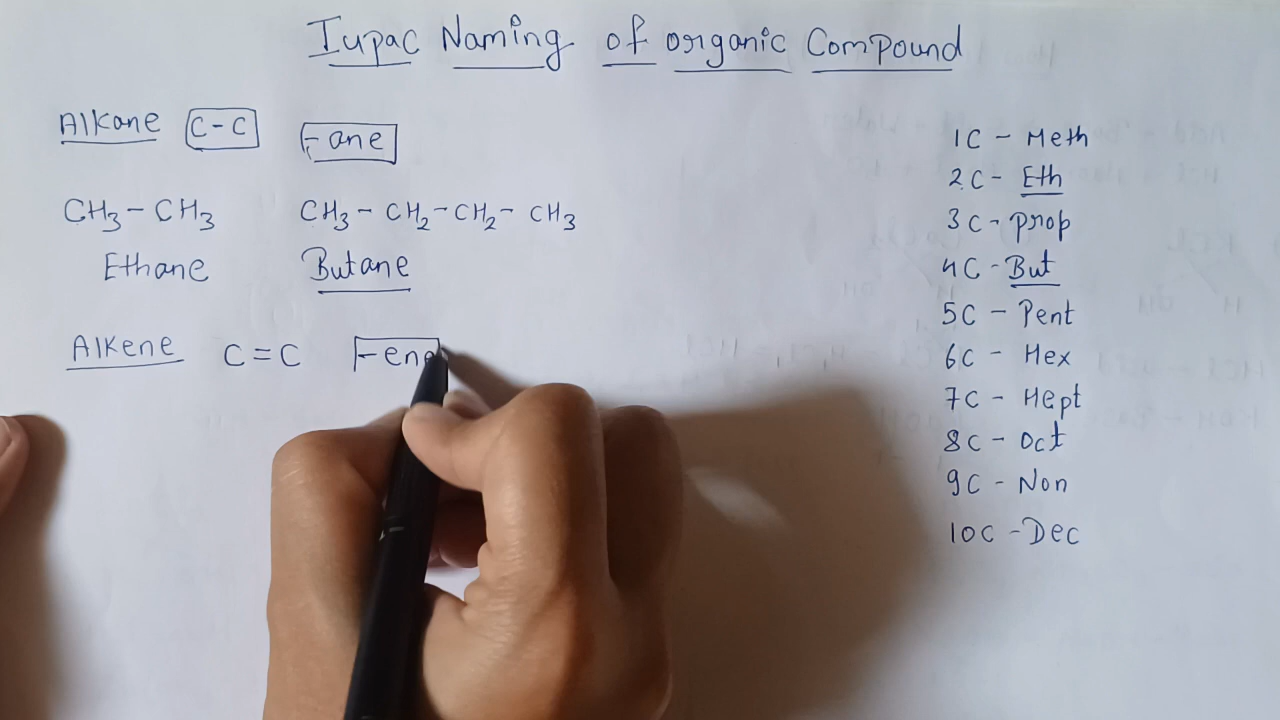 Iupac Naming of organic Compound
Alkane C-C -ane
CH3-CH3 CH3-CH2-CH2-CH3
Ethane Butane
Alkene C=C -ene
1C - Meth
2C- Eth
3C- prop
4C-But
5C - Pent
6C - Hex
7C - Hept
8C - Oct
9C - Non
10C -Dec